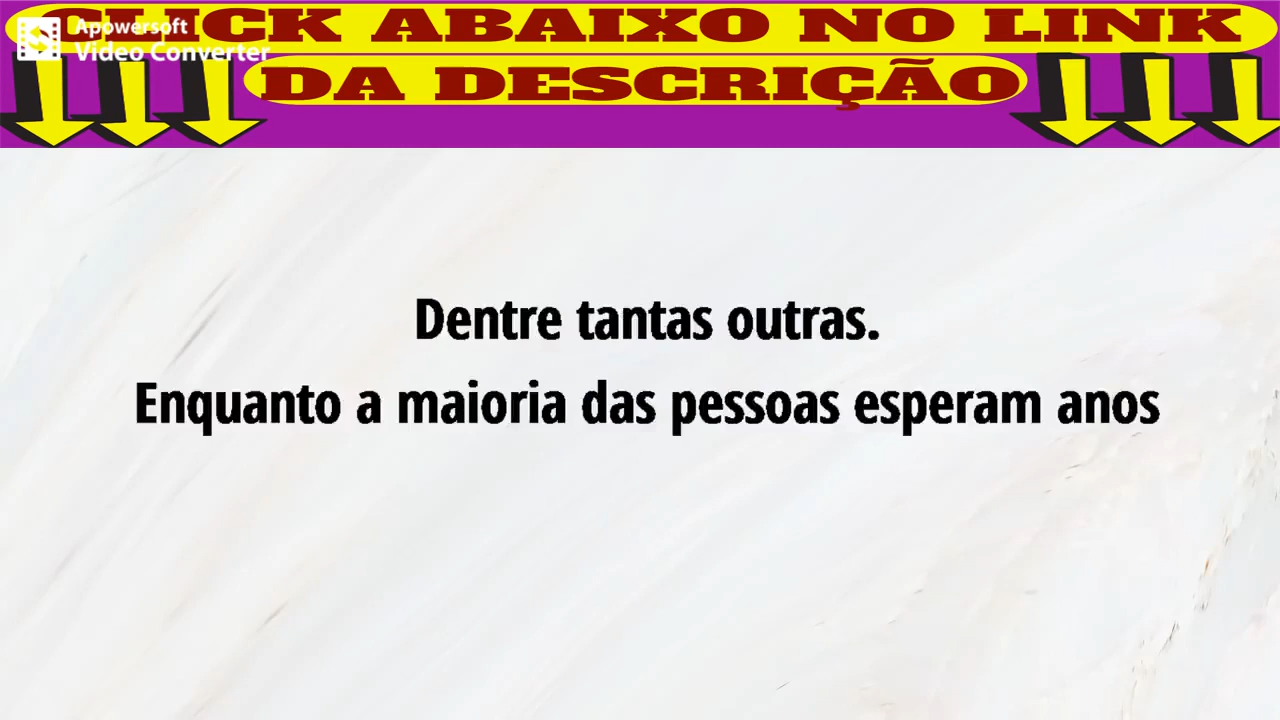 CLICK ABAIXO NO LINK
DA DESCRIÇÃO
Apowersoft
Video Converter
Dentre tantas outras.
Enquanto a maioria das pessoas esperam anos